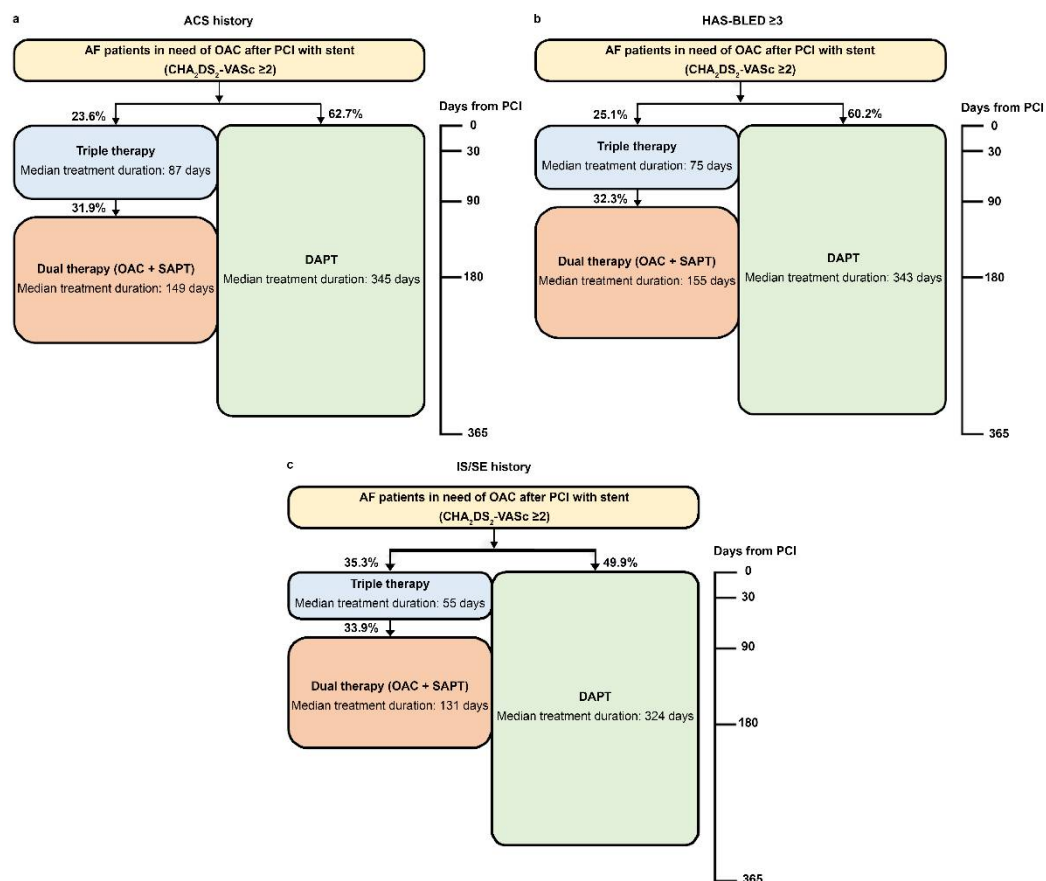 a
ACS history
AF patients in need of OAC after PCI with stent
(CHA₂DS₂-VASc ≥2)
Days from PCI
23.6%
62.7%
0
30
90
180
365
Triple therapy
Median treatment duration: 87 days
31.9%
Dual therapy (OAC + SAPT)
Median treatment duration: 149 days
DAPT
Median treatment duration: 345 days
b
HAS-BLED ≥3
AF patients in need of OAC after PCI with stent
(CHA₂DS₂-VASc ≥2)
Days from PCI
25.1%
60.2%
0
30
90
180
365
Triple therapy
Median treatment duration: 75 days
32.3%
Dual therapy (OAC + SAPT)
Median treatment duration: 155 days
DAPT
Median treatment duration: 343 days
c
IS/SE history
AF patients in need of OAC after PCI with stent
(CHA₂DS₂-VASc ≥2)
Days from PCI
35.3%
49.9%
0
30
90
180
365
Triple therapy
Median treatment duration: 55 days
33.9%
Dual therapy (OAC + SAPT)
Median treatment duration: 131 days
DAPT
Median treatment duration: 324 days